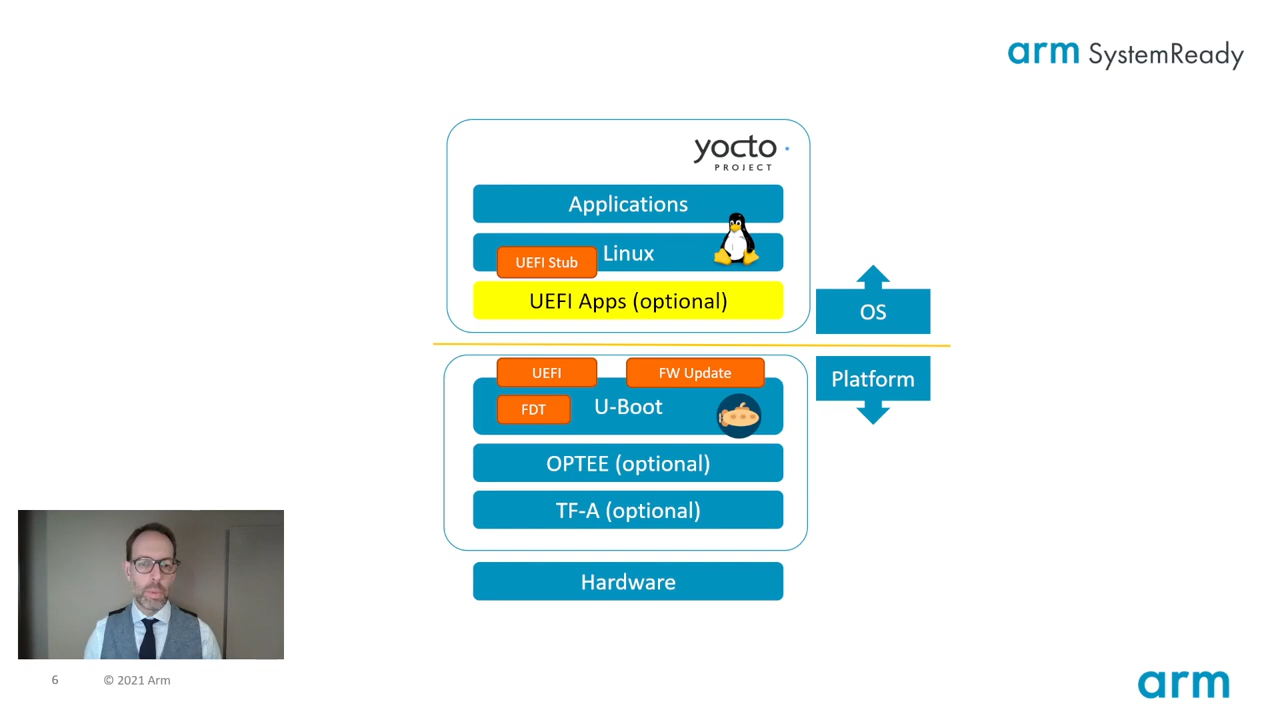 arm SystemReady
yocto
PROJECT
Applications
Linux
UEFI Stub
UEFI Apps (optional)
OS
UEFI
FW Update
Platform
FDT
U-Boot
OPTEE (optional)
TF-A (optional)
Hardware
6
© 2021 Arm
arm